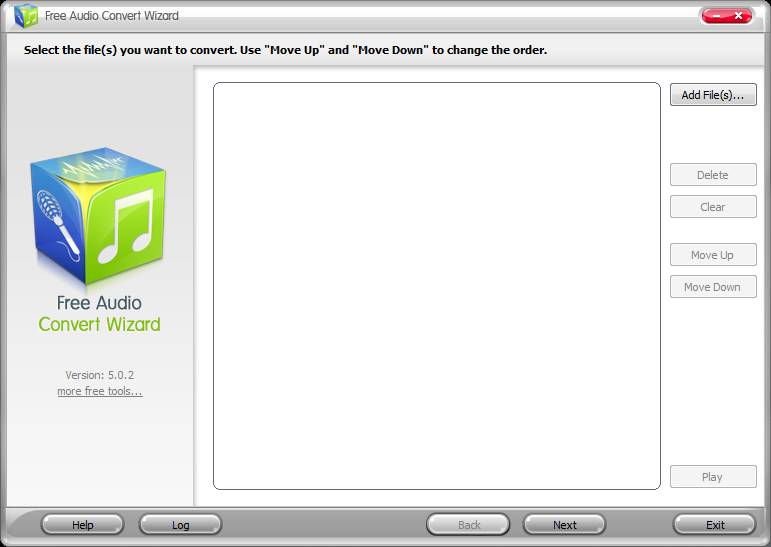 Free Audio Convert Wizard
Select the file(s) you want to convert. Use "Move Up" and "Move Down" to change the order.
Add File(s)...
Delete
Clear
Move Up
Move Down
Free Audio
Convert Wizard
Version: 5.0.2
more free tools...
Play
Help
Log
Back
Next
Exit